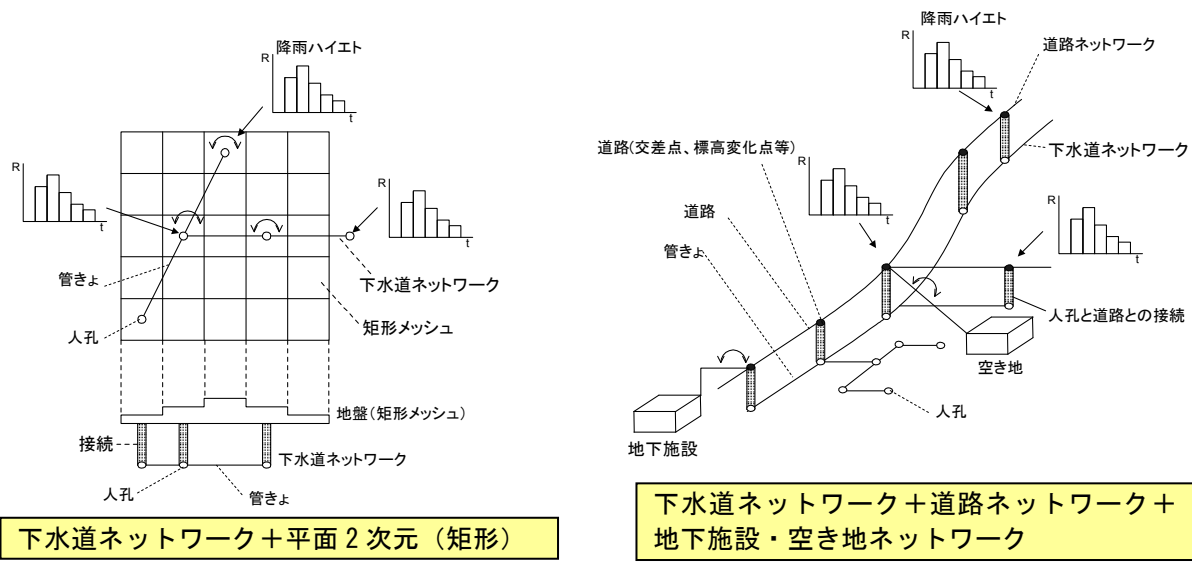 降雨ハイエト
R
t
R
t
R
t
管きょ
下水道ネットワーク
矩形メッシュ
人孔
地盤(矩形メッシュ)
接続
下水道ネットワーク
人孔
管きょ
下水道ネットワーク＋平面２次元（矩形）
降雨ハイエト
R
t
道路ネットワーク
下水道ネットワーク
道路(交差点、標高変化点等)
R
t
R
t
道路
管きょ
人孔と道路との接続
空き地
人孔
地下施設
下水道ネットワーク＋道路ネットワーク＋
地下施設・空き地ネットワーク